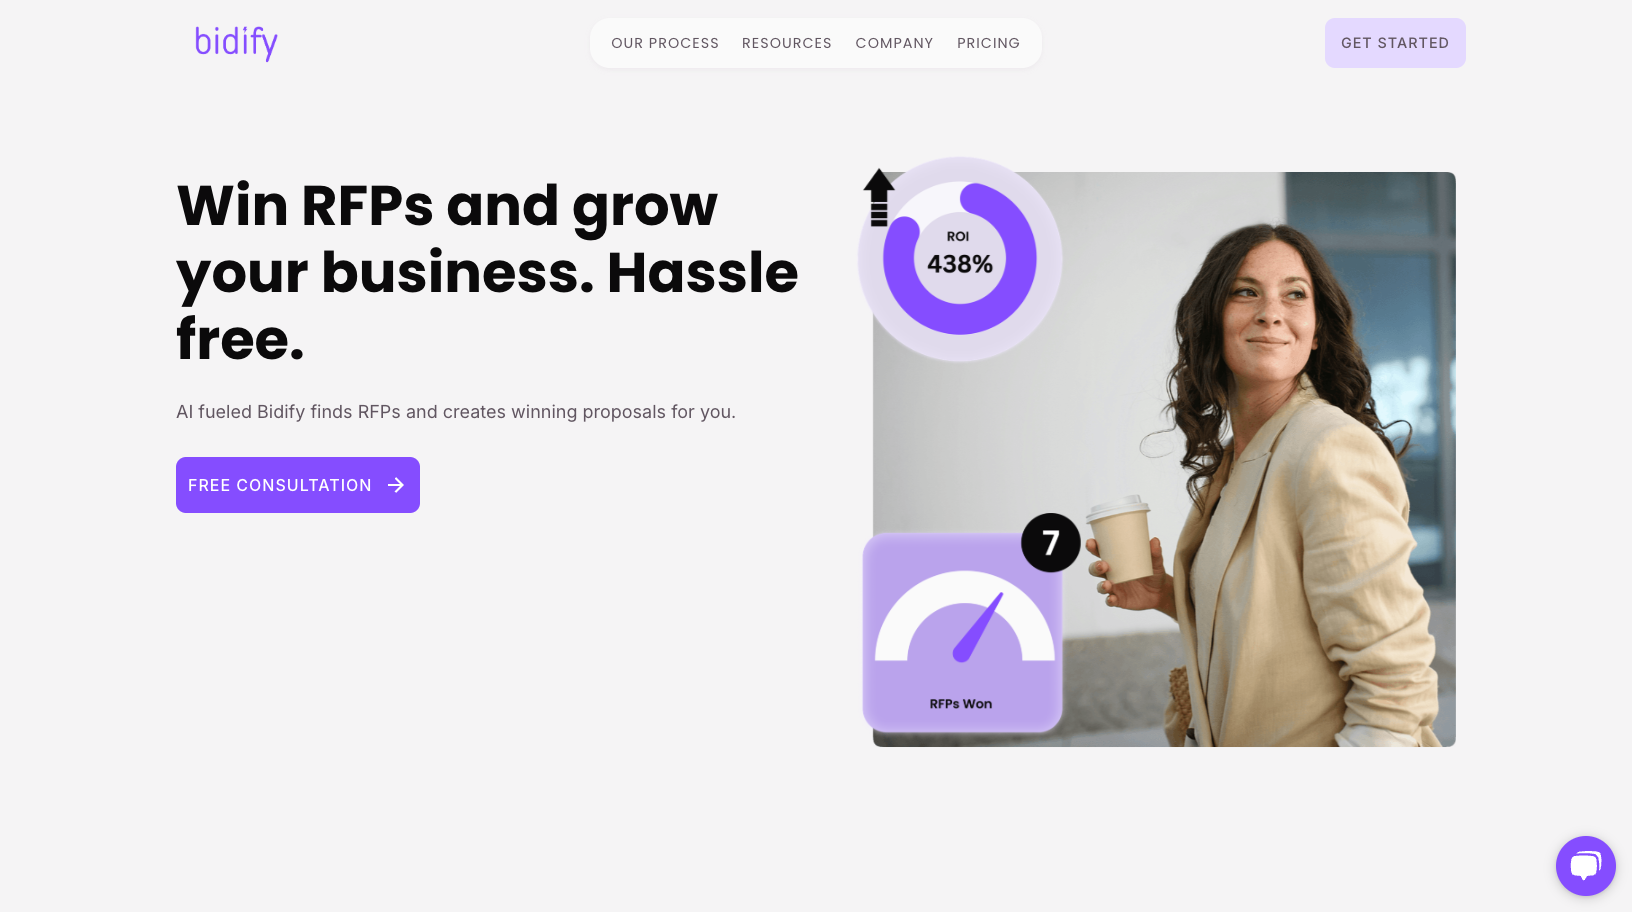 bidify
OUR PROCESS
RESOURCES
COMPANY
PRICING
GET STARTED
Win RFPs and grow
your business. Hassle
free.
AI fueled Bidify finds RFPs and creates winning proposals for you.
FREE CONSULTATION
ROI
438%
7
RFPs Won